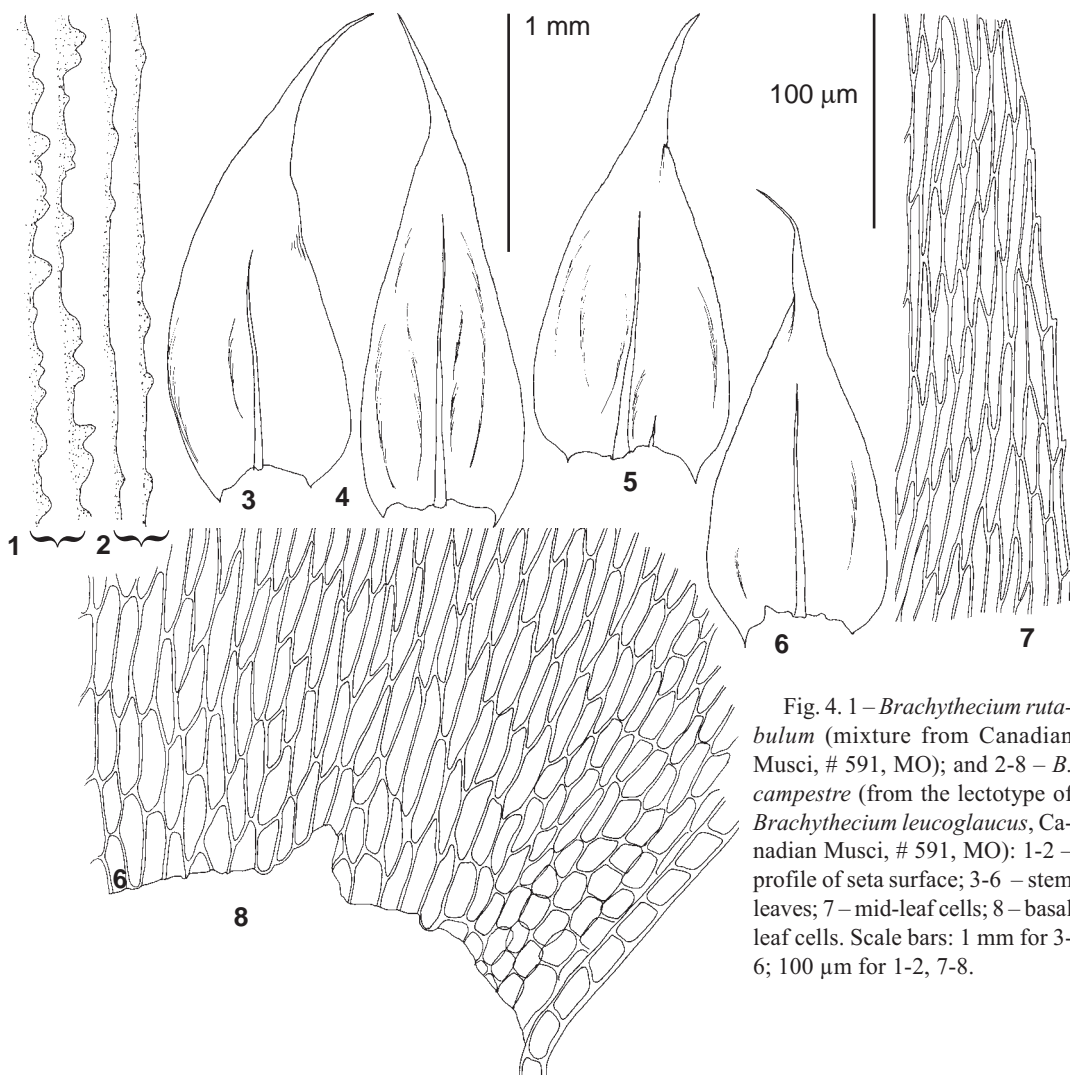 1 mm
100 µm
1
2
3
4
5
6
7
6
8
Fig. 4. 1 – Brachythecium ruta-
bulum (mixture from Canadian
Musci, # 591, MO); and 2-8 – B.
campestre (from the lectotype of
Brachythecium leucoglaucus, Ca-
nadian Musci, # 591, MO): 1-2 –
profile of seta surface; 3-6 – stem
leaves; 7 – mid-leaf cells; 8 – basal
leaf cells. Scale bars: 1 mm for 3-
6; 100 µm for 1-2, 7-8.